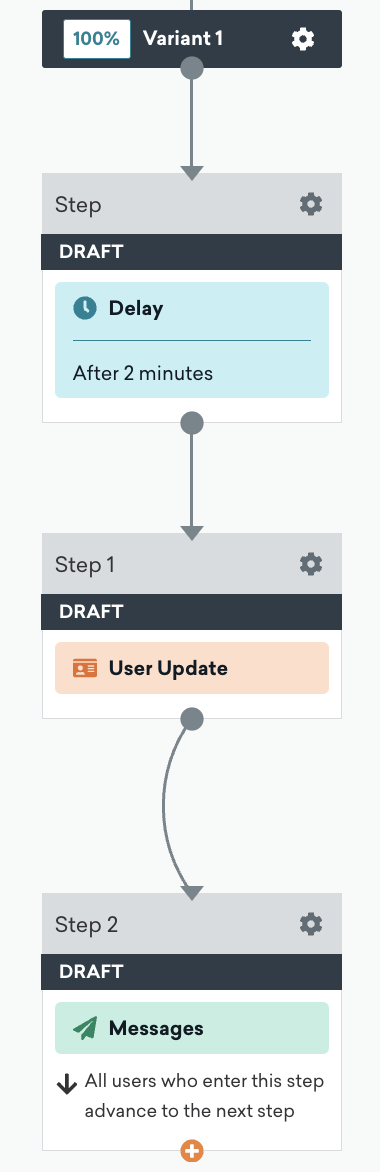 100% Variant 1
Step
DRAFT
Delay
After 2 minutes
Step 1
DRAFT
User Update
Step 2
DRAFT
Messages
All users who enter this step
advance to the next step